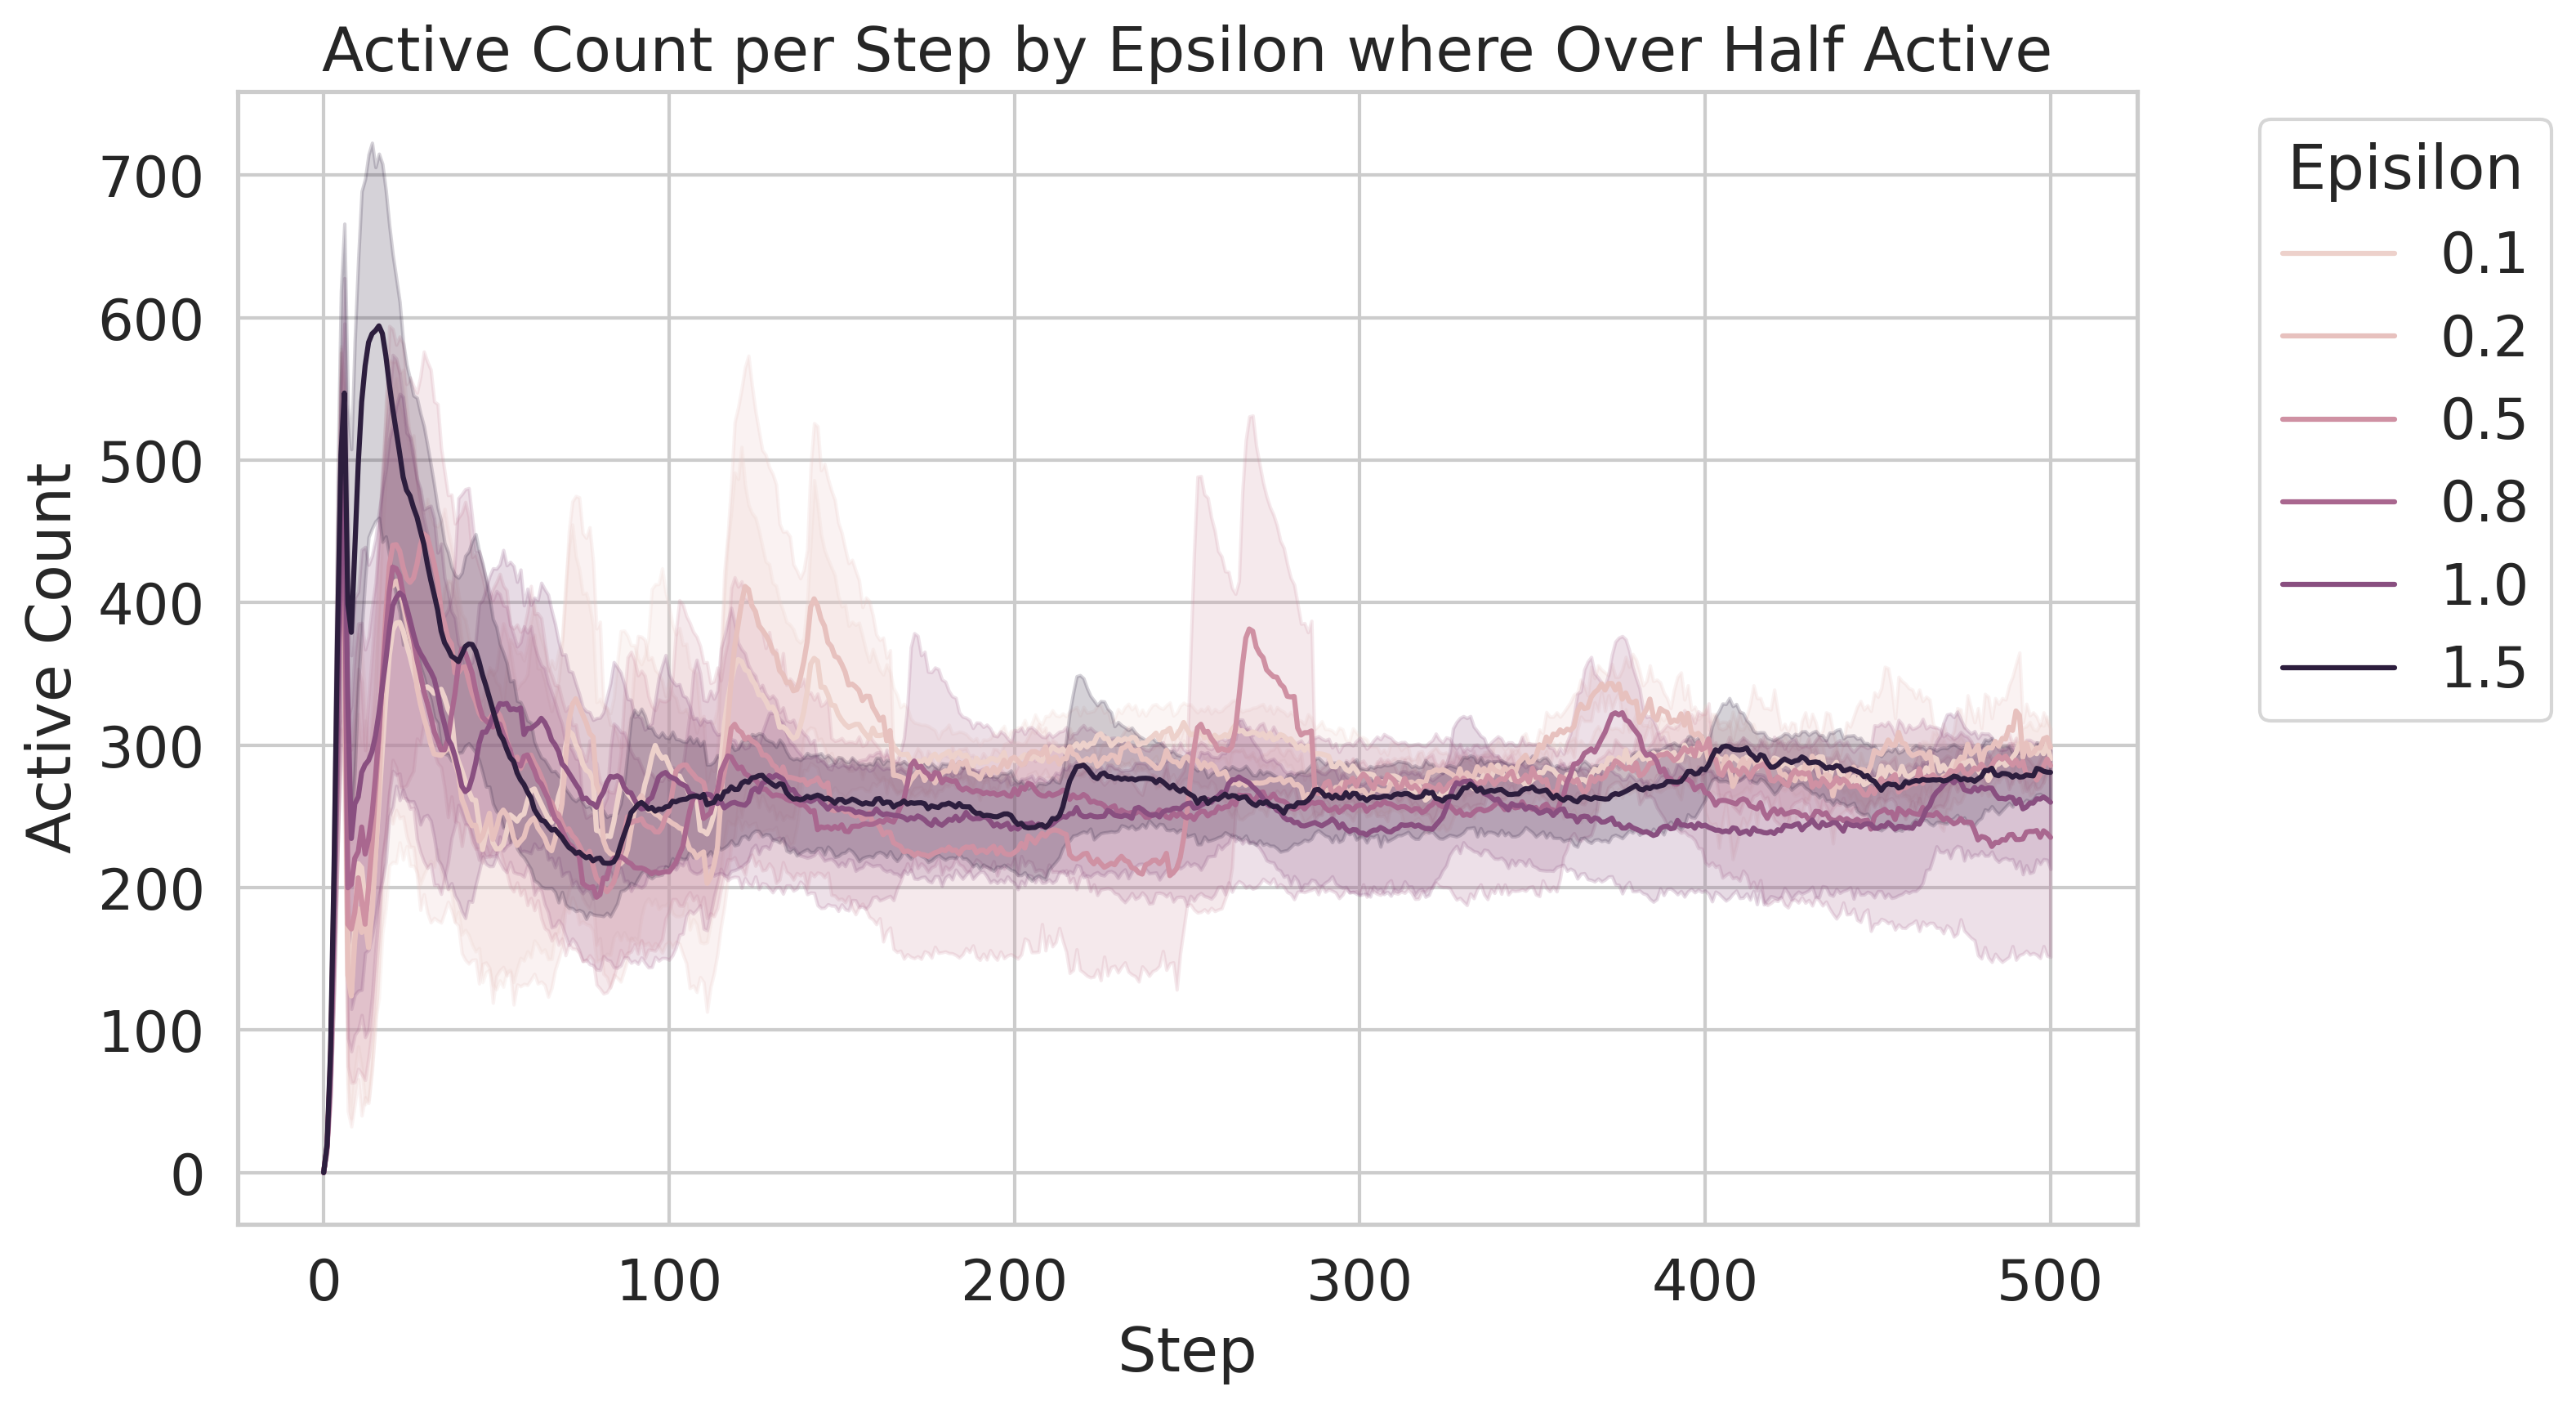 Active Count per Step by Epsilon where Over Half Active
Active Count
700
600
500
400
300
200
100
0
0 100 200 300 400 500
Step
Episilon
0.1
0.2
0.5
0.8
1.0
1.5